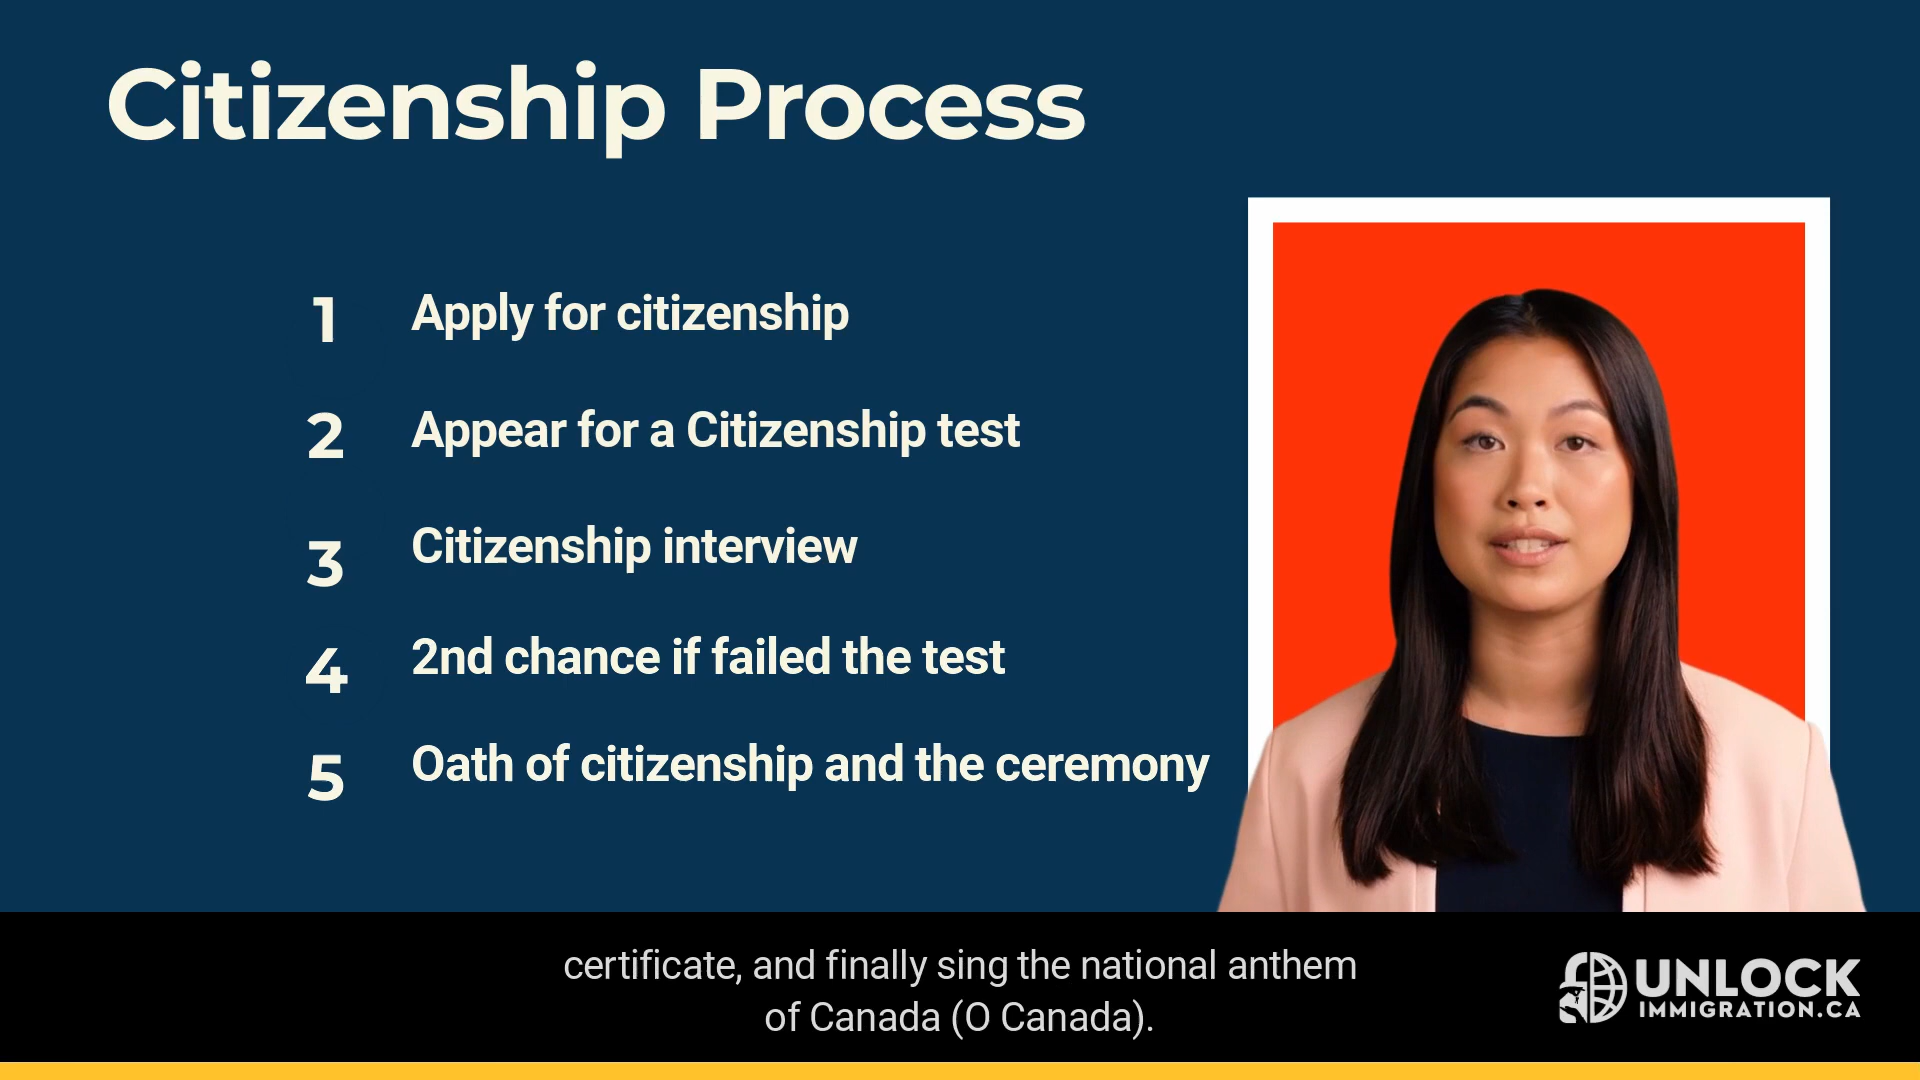 Citizenship Process
1 Apply for citizenship
2 Appear for a Citizenship test
3 Citizenship interview
4 2nd chance if failed the test
5 Oath of citizenship and the ceremony
certificate, and finally sing the national anthem
of Canada (O Canada).
UNLOCK
IMMIGRATION.CA